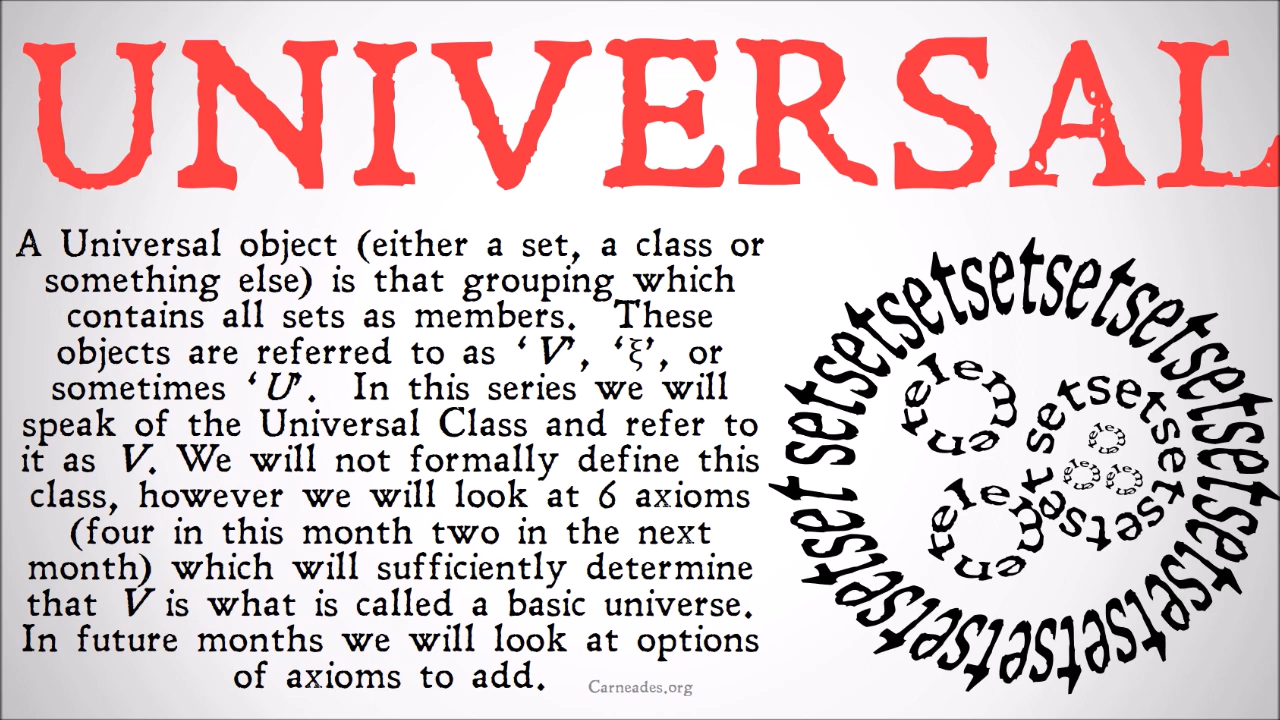 UNIVERSAL
A Universal object (either a set, a class or
something else) is that grouping which
contains all sets as members. These
objects are referred to as ‘V’, ‘ξ’, or
sometimes ‘U’. In this series we will
speak of the Universal Class and refer to
it as V. We will not formally define this
class, however we will look at 6 axioms
(four in this month two in the next
month) which will sufficiently determine
that V is what is called a basic universe.
In future months we will look at options
of axioms to add.
Carneades.org
setsetsetsetsetsetsetsetsetsetsetsetsetsetsetsetsetset
element
setsetsetsetsetset
element